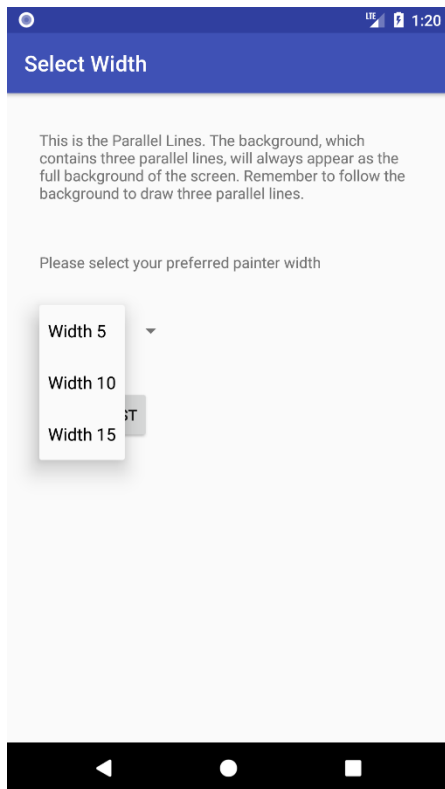 LTE 1:20
Select Width
This is the Parallel Lines. The background, which
contains three parallel lines, will always appear as the
full background of the screen. Remember to follow the
background to draw three parallel lines.
Please select your preferred painter width
Width 5
Width 10
ST
Width 15